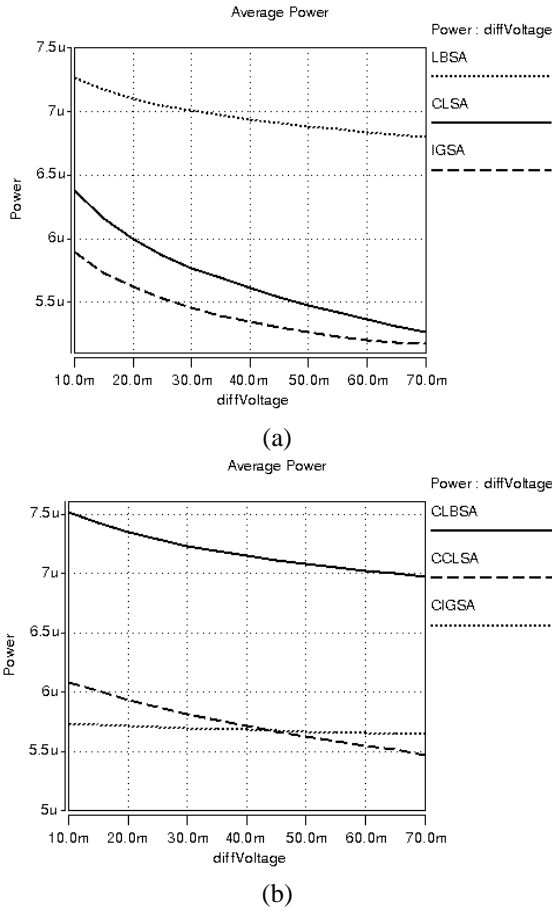 Average Power
Power : diffVoltage
LBSA
CLSA
IGSA
7.5u
7u
6.5u
6u
5.5u
Power
10.0m 20.0m 30.0m 40.0m 50.0m 60.0m 70.0m
diffVoltage
(a)
Average Power
Power : diffVoltage
CLBSA
CCLSA
CIGSA
7.5u
7u
6.5u
6u
5.5u
5u
Power
10.0m 20.0m 30.0m 40.0m 50.0m 60.0m 70.0m
diffVoltage
(b)